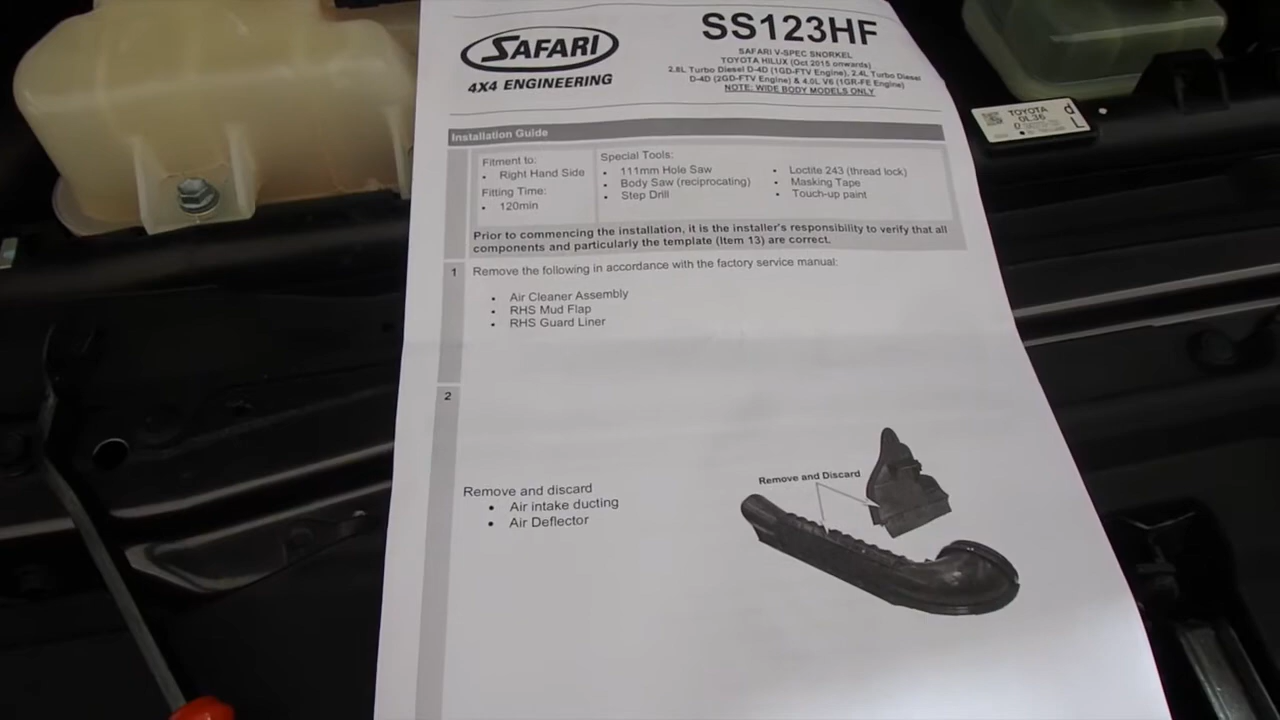 SAFARI
4X4 ENGINEERING
SS123HF
SAFARI V-SPEC SNORKEL
TOYOTA HILUX (Oct 2015 onwards)
2.8L Turbo Diesel D-4D (1GD-FTV Engine), 2.4L Turbo Diesel
D-4D (2GD-FTV Engine) & 4.0L V6 (1GR-FE Engine)
NOTE: WIDE BODY MODELS ONLY
Installation Guide
Fitment to:
• Right Hand Side
Fitting Time:
• 120min
Special Tools:
• 111mm Hole Saw
• Body Saw (reciprocating)
• Step Drill
• Loctite 243 (thread lock)
• Masking Tape
• Touch-up paint
Prior to commencing the installation, it is the installer's responsibility to verify that all
components and particularly the template (Item 13) are correct.
1 Remove the following in accordance with the factory service manual:
• Air Cleaner Assembly
• RHS Mud Flap
• RHS Guard Liner
2
Remove and discard
• Air intake ducting
• Air Deflector
Remove and Discard
TOYOTA
0L36